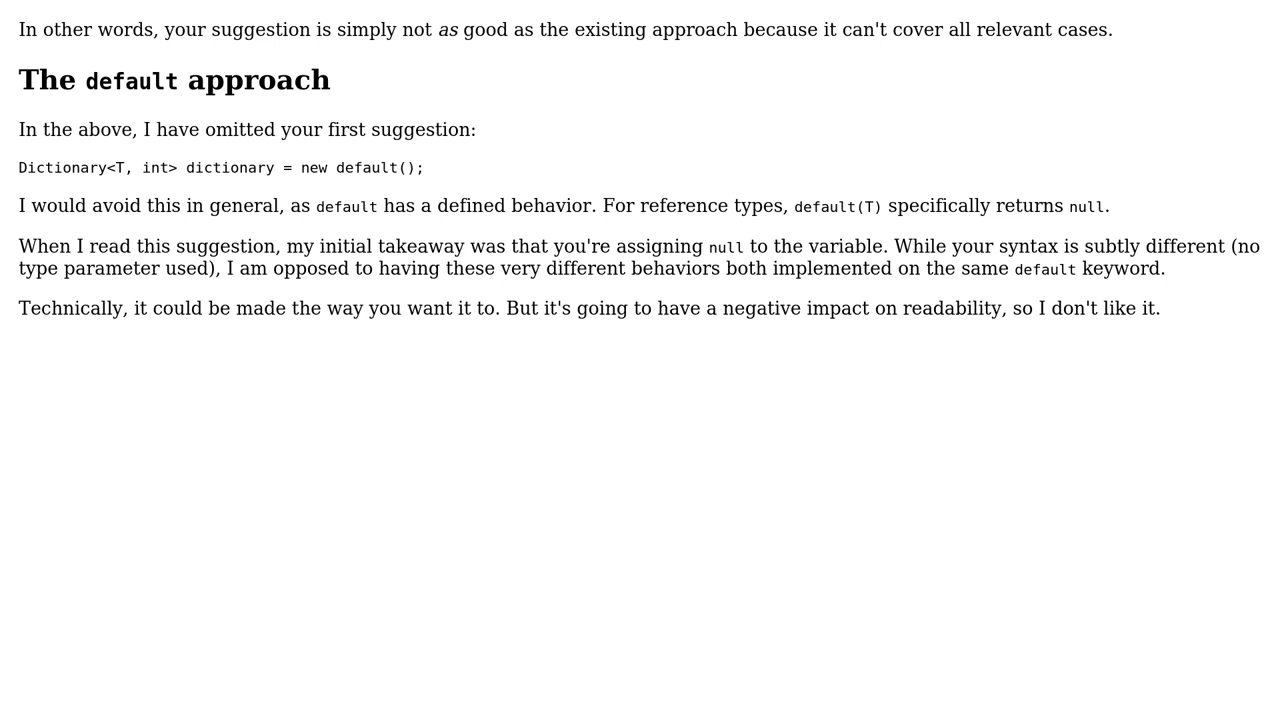 In other words, your suggestion is simply not as good as the existing approach because it can't cover all relevant cases.
The default approach
In the above, I have omitted your first suggestion:
Dictionary<T, int> dictionary = new default();
I would avoid this in general, as default has a defined behavior. For reference types, default(T) specifically returns null.
When I read this suggestion, my initial takeaway was that you're assigning null to the variable. While your syntax is subtly different (no
type parameter used), I am opposed to having these very different behaviors both implemented on the same default keyword.
Technically, it could be made the way you want it to. But it's going to have a negative impact on readability, so I don't like it.